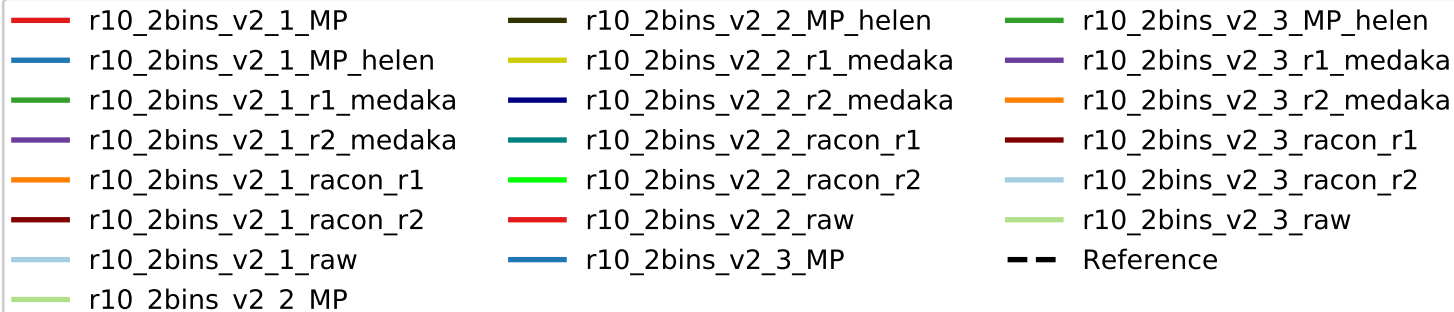 r10_2bins_v2_1_MP
r10_2bins_v2_1_MP_helen
r10_2bins_v2_1_r1_medaka
r10_2bins_v2_1_r2_medaka
r10_2bins_v2_1_racon_r1
r10_2bins_v2_1_racon_r2
r10_2bins_v2_1_raw
r10_2bins_v2_2_MP
r10_2bins_v2_2_MP_helen
r10_2bins_v2_2_r1_medaka
r10_2bins_v2_2_r2_medaka
r10_2bins_v2_2_racon_r1
r10_2bins_v2_2_racon_r2
r10_2bins_v2_2_raw
r10_2bins_v2_3_MP
r10_2bins_v2_3_MP_helen
r10_2bins_v2_3_r1_medaka
r10_2bins_v2_3_r2_medaka
r10_2bins_v2_3_racon_r1
r10_2bins_v2_3_racon_r2
r10_2bins_v2_3_raw
Reference